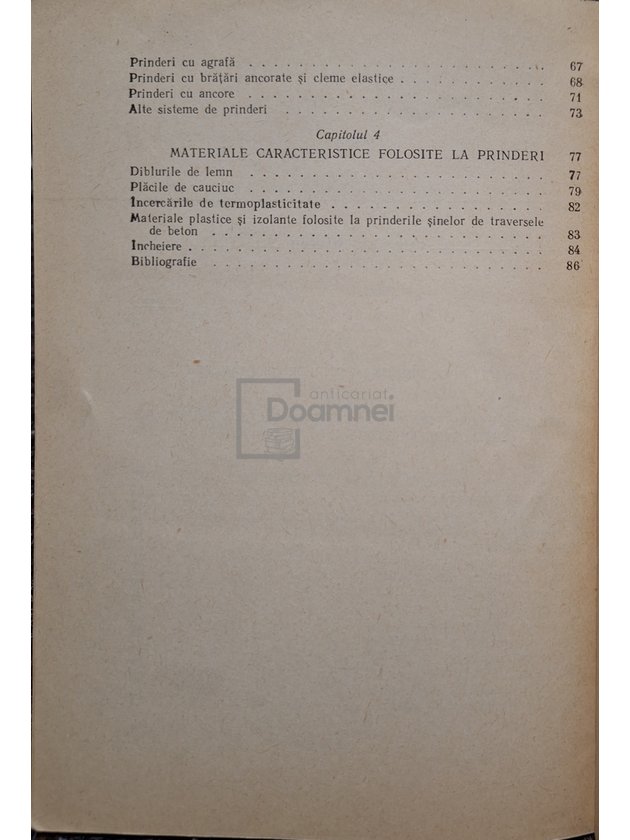 Prinderi cu agrafă . . . . . . . . . . . . . . . . . . . . . . . . 67
Prinderi cu brățări ancorate și cleme elastice . . . . . . . . . . . . 68
Prinderi cu ancore . . . . . . . . . . . . . . . . . . . . . . . . 71
Alte sisteme de prinderi . . . . . . . . . . . . . . . . . . . . . 73
Capitolul 4
MATERIALE CARACTERISTICE FOLOSITE LA PRINDERI 77
Diblurile de lemn . . . . . . . . . . . . . . . . . . . . . . . . 77
Plăcile de cauciuc . . . . . . . . . . . . . . . . . . . . . . . . 79
Încercările de termoplasticitate . . . . . . . . . . . . . . . . . . 82
Materiale plastice și izolante folosite la prinderile șinelor de traversele
de beton . . . . . . . . . . . . . . . . . . . . . . . . . . . 83
Încheiere . . . . . . . . . . . . . . . . . . . . . . . . . . . . 84
Bibliografie . . . . . . . . . . . . . . . . . . . . . . . . . . . 86
anticariat
Doamnei